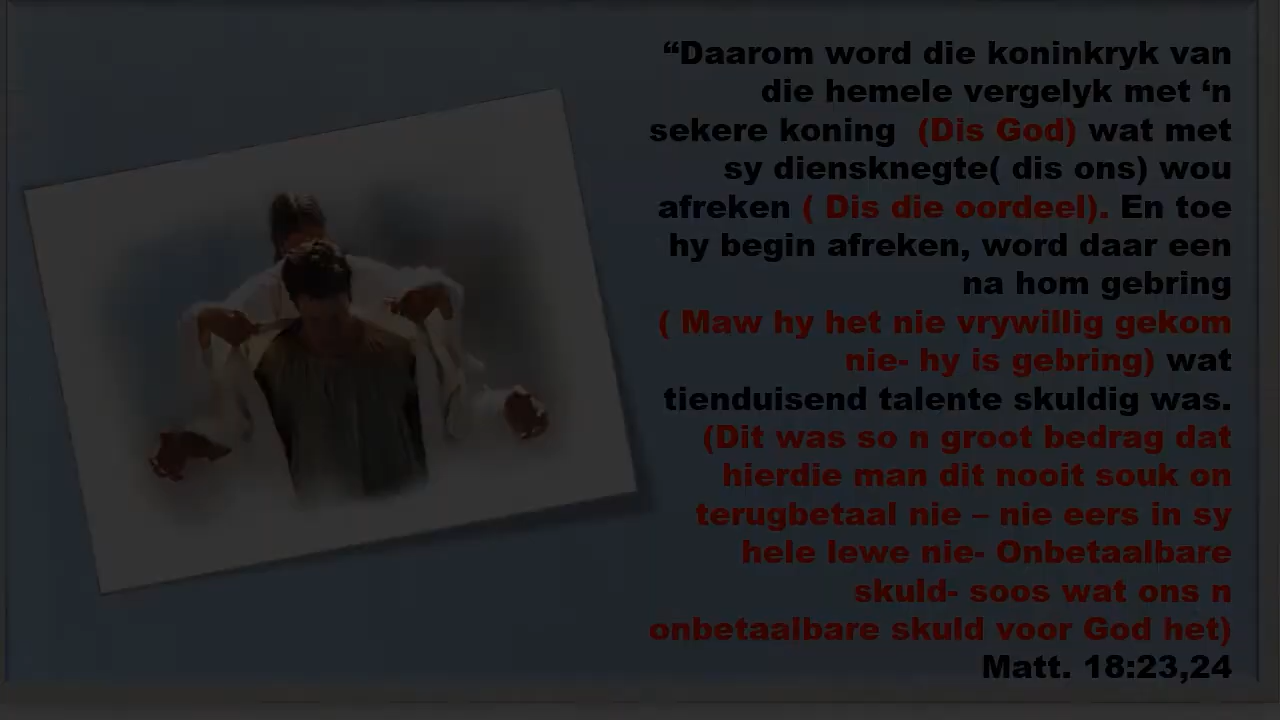 “Daarom word die koninkryk van
die hemele vergelyk met ‘n
sekere koning (Dis God) wat met
sy diensknegte( dis ons) wou
afreken ( Dis die oordeel). En toe
hy begin afreken, word daar een
na hom gebring
( Maw hy het nie vrywillig gekom
nie- hy is gebring) wat
tienduisend talente skuldig was.
(Dit was so n groot bedrag dat
hierdie man dit nooit souk on
terugbetaal nie – nie eers in sy
hele lewe nie- Onbetaalbare
skuld- soos wat ons n
onbetaalbare skuld voor God het)
Matt. 18:23,24